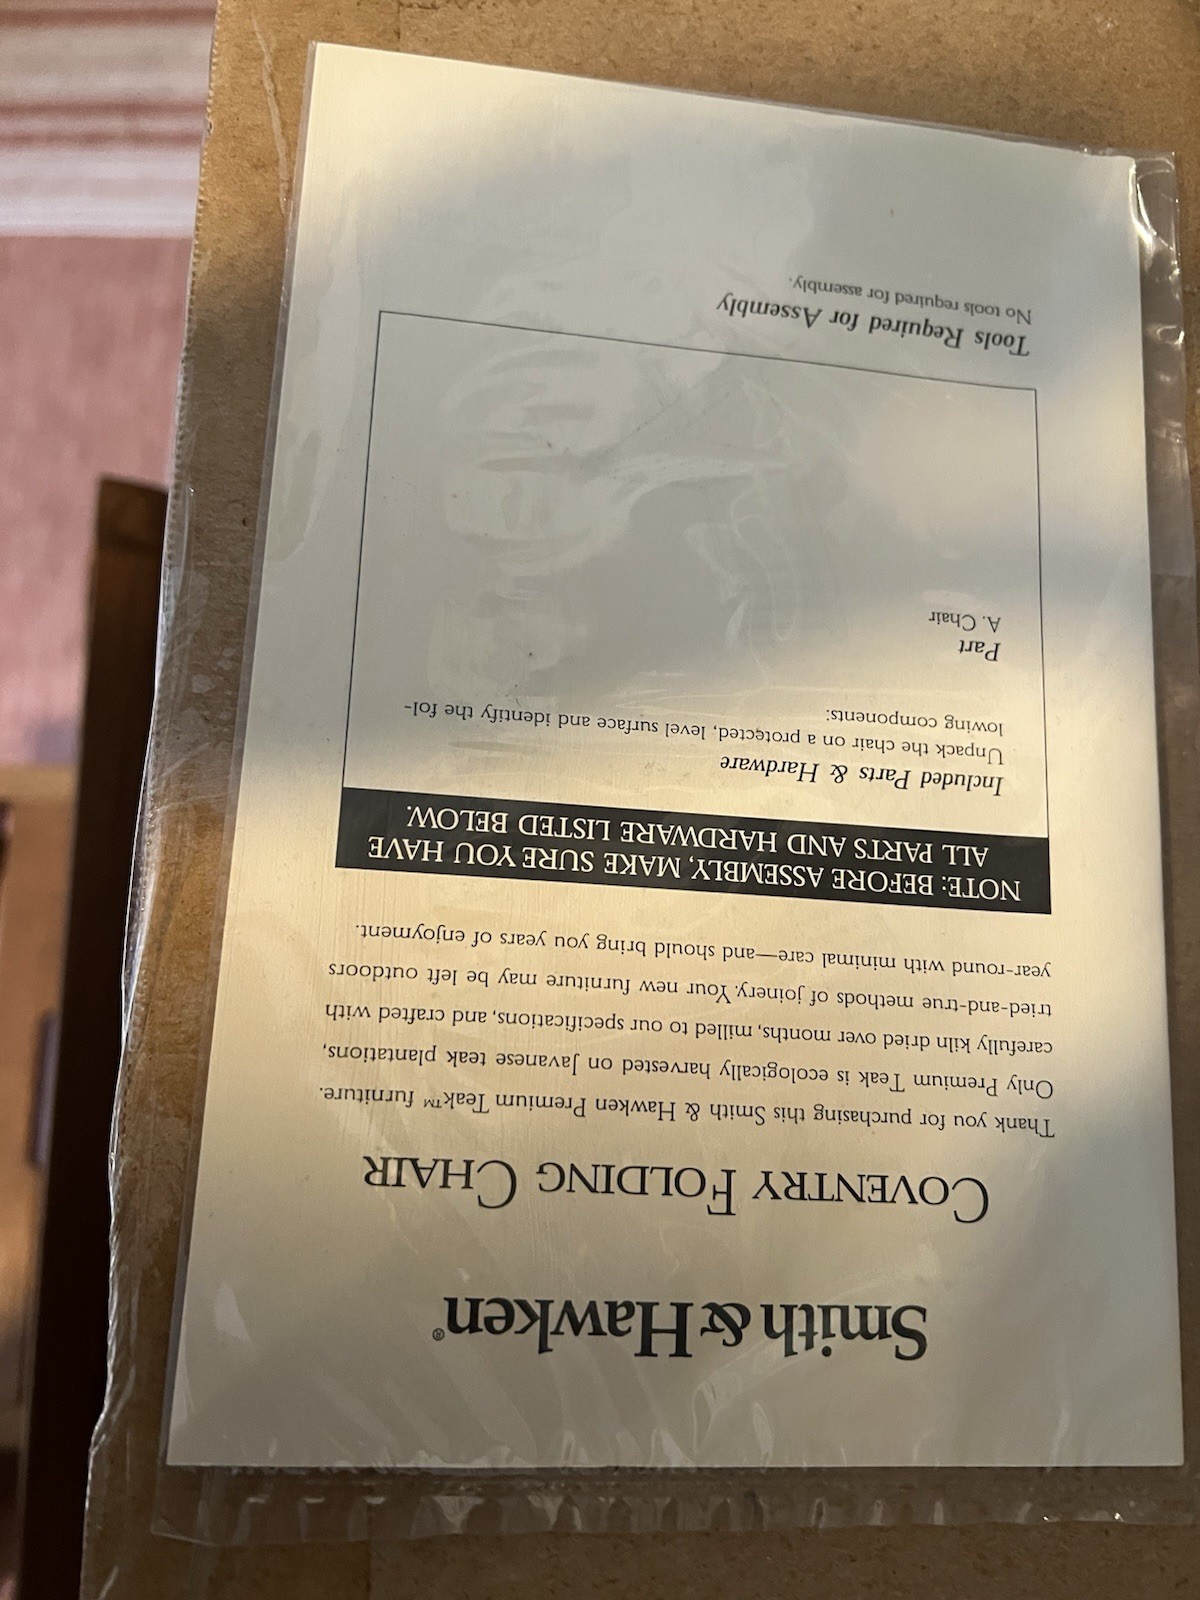 Smith & Hawken®
COVENTRY FOLDING CHAIR
Thank you for purchasing this Smith & Hawken Premium Teak™ furniture.
Only Premium Teak is ecologically harvested on Javanese teak plantations,
carefully kiln dried over months, milled to our specifications, and crafted with
tried-and-true methods of joinery. Your new furniture may be left outdoors
year-round with minimal care—and should bring you years of enjoyment.
NOTE: BEFORE ASSEMBLY, MAKE SURE YOU HAVE
ALL PARTS AND HARDWARE LISTED BELOW.
Included Parts & Hardware
Unpack the chair on a protected, level surface and identify the fol-
lowing components:
Part
A. Chair
Tools Required for Assembly
No tools required for assembly.